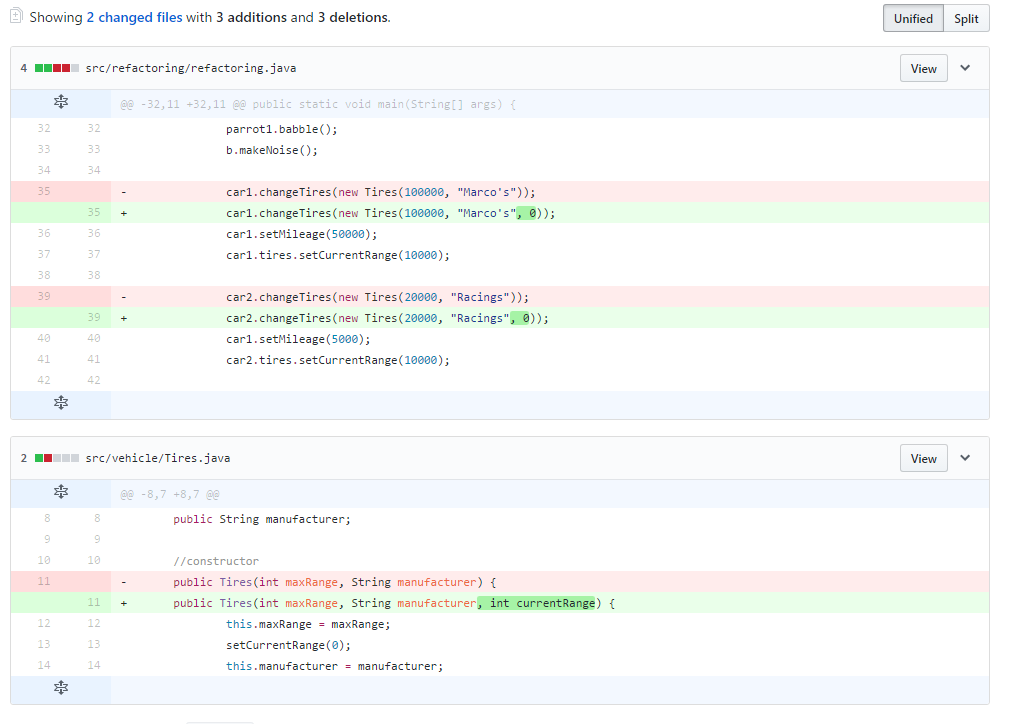 Showing 2 changed files with 3 additions and 3 deletions.
Unified Split
4 src/refactoring/refactoring.java View
@@ -32,11 +32,11 @@ public static void main(String[] args) {
32 32 parrot1.babble();
33 33 b.makeNoise();
34 34
35 - car1.changeTires(new Tires(100000, "Marco's"));
35 + car1.changeTires(new Tires(100000, "Marco's", 0));
36 36 car1.setMileage(50000);
37 37 car1.tires.setCurrentRange(10000);
38 38
39 - car2.changeTires(new Tires(20000, "Racings"));
39 + car2.changeTires(new Tires(20000, "Racings", 0));
40 40 car1.setMileage(5000);
41 41 car2.tires.setCurrentRange(10000);
42 42
2 src/vehicle/Tires.java View
@@ -8,7 +8,7 @@
8 8 public String manufacturer;
9 9
10 10 //constructor
11 - public Tires(int maxRange, String manufacturer) {
11 + public Tires(int maxRange, String manufacturer, int currentRange) {
12 12 this.maxRange = maxRange;
13 13 setCurrentRange(0);
14 14 this.manufacturer = manufacturer;